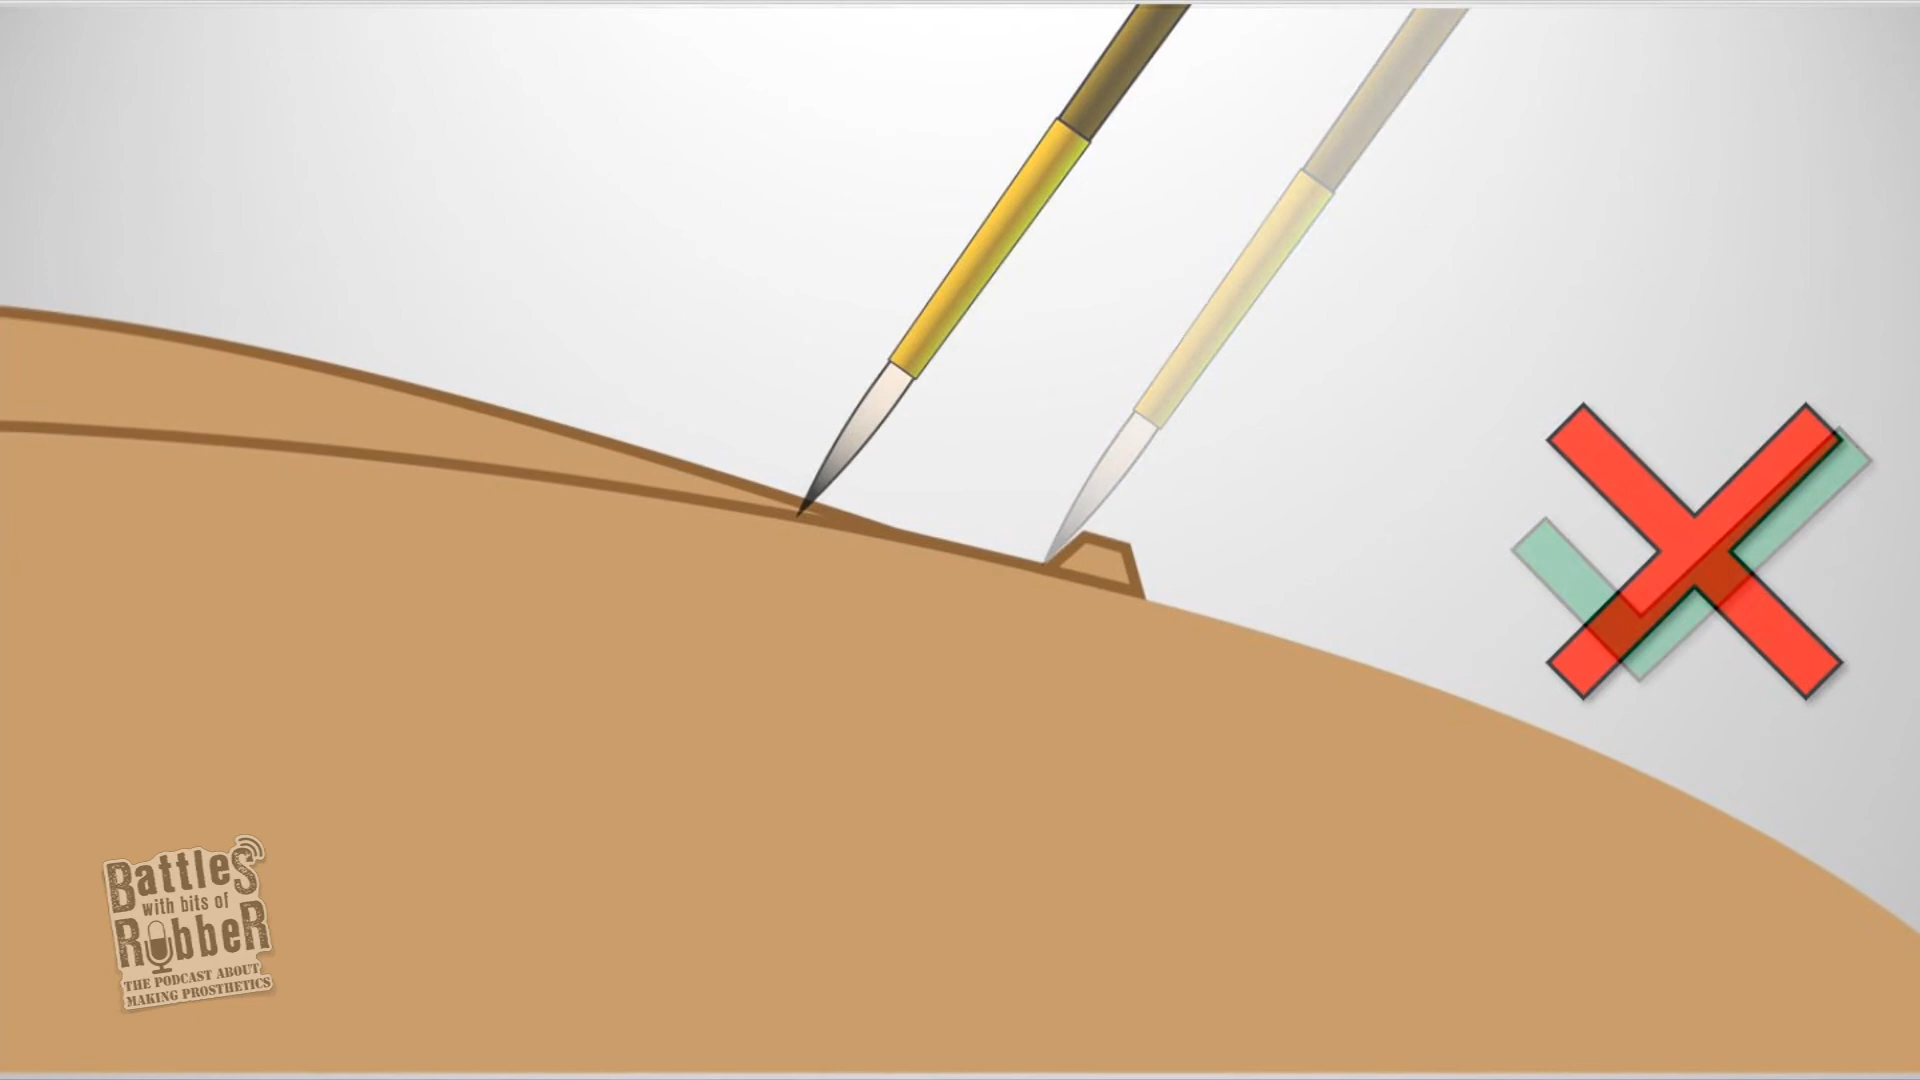 BattleS
with bits of
RubbeR
THE PODCAST ABOUT
MAKING PROSTHETICS